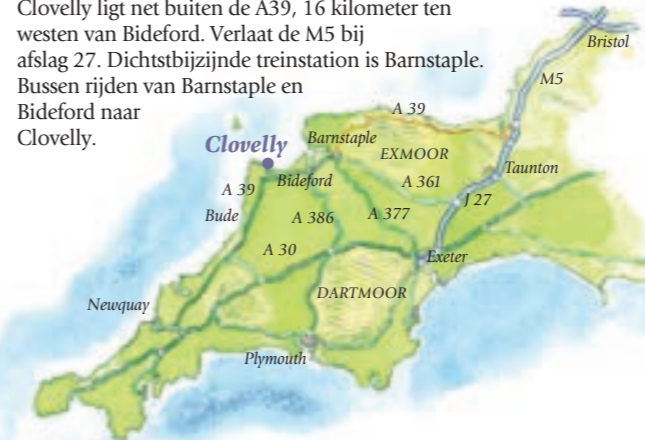 Clovelly ligt net buiten de A39, 16 kilometer ten
westen van Bideford. Verlaat de M5 bij
afslag 27. Dichtstbijzijnde treinstation is Barnstaple.
Bussen rijden van Barnstaple en
Bideford naar
Clovelly.
Bristol
M5
A 39
Barnstaple
Clovelly
EXMOOR
Taunton
A 361
Bideford
A 39
J 27
Bude
A 386
A 377
A 30
Exeter
DARTMOOR
Newquay
Plymouth